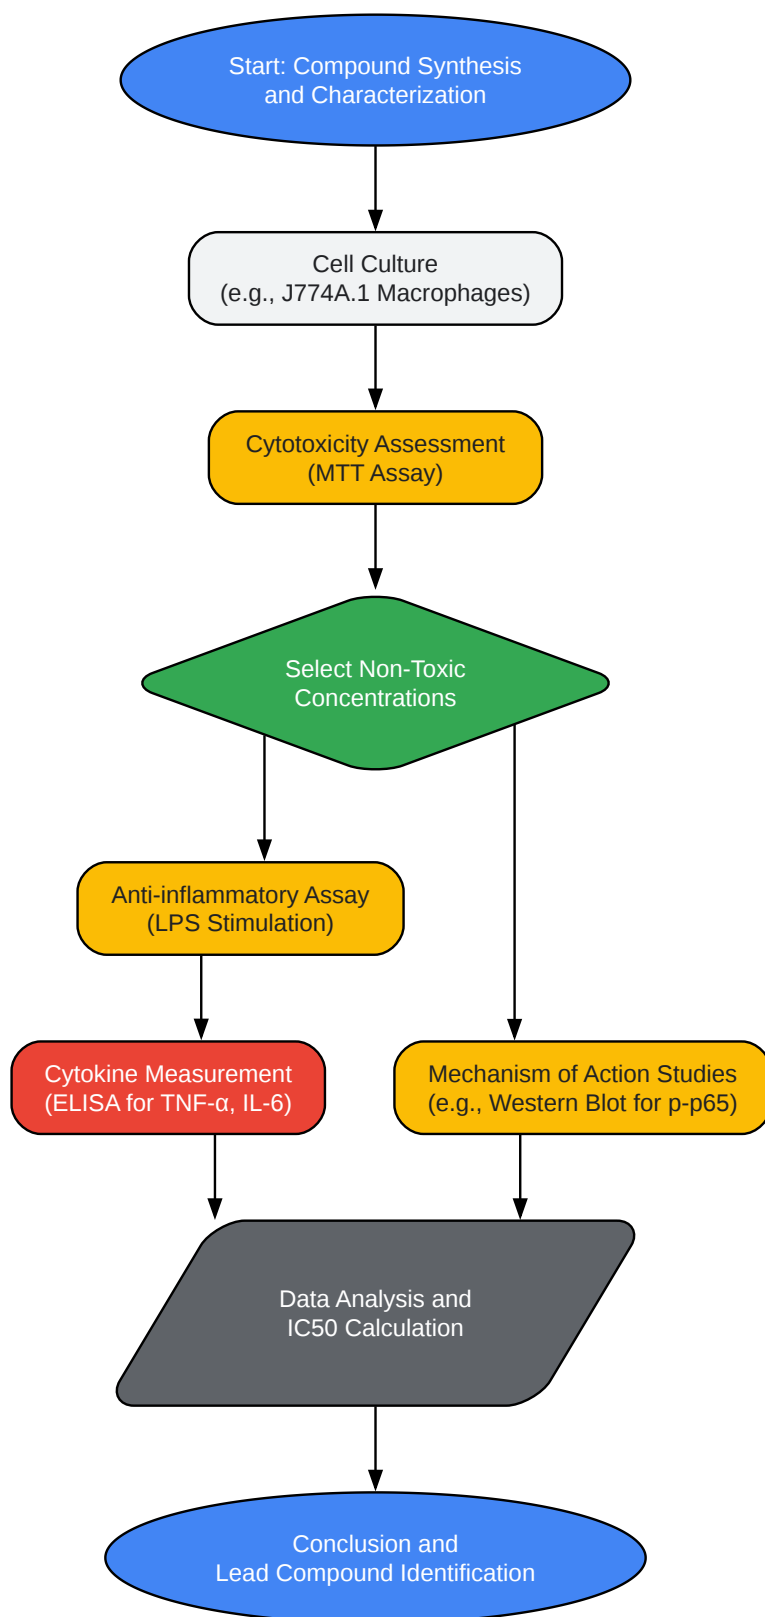 Start: Compound Synthesis
and Characterization
Cell Culture
(e.g., J774A.1 Macrophages)
Cytotoxicity Assessment
(MTT Assay)
Select Non-Toxic
Concentrations
Anti-inflammatory Assay
(LPS Stimulation)
Cytokine Measurement
(ELISA for TNF-α, IL-6)
Mechanism of Action Studies
(e.g., Western Blot for p-p65)
Data Analysis and
IC50 Calculation
Conclusion and
Lead Compound Identification